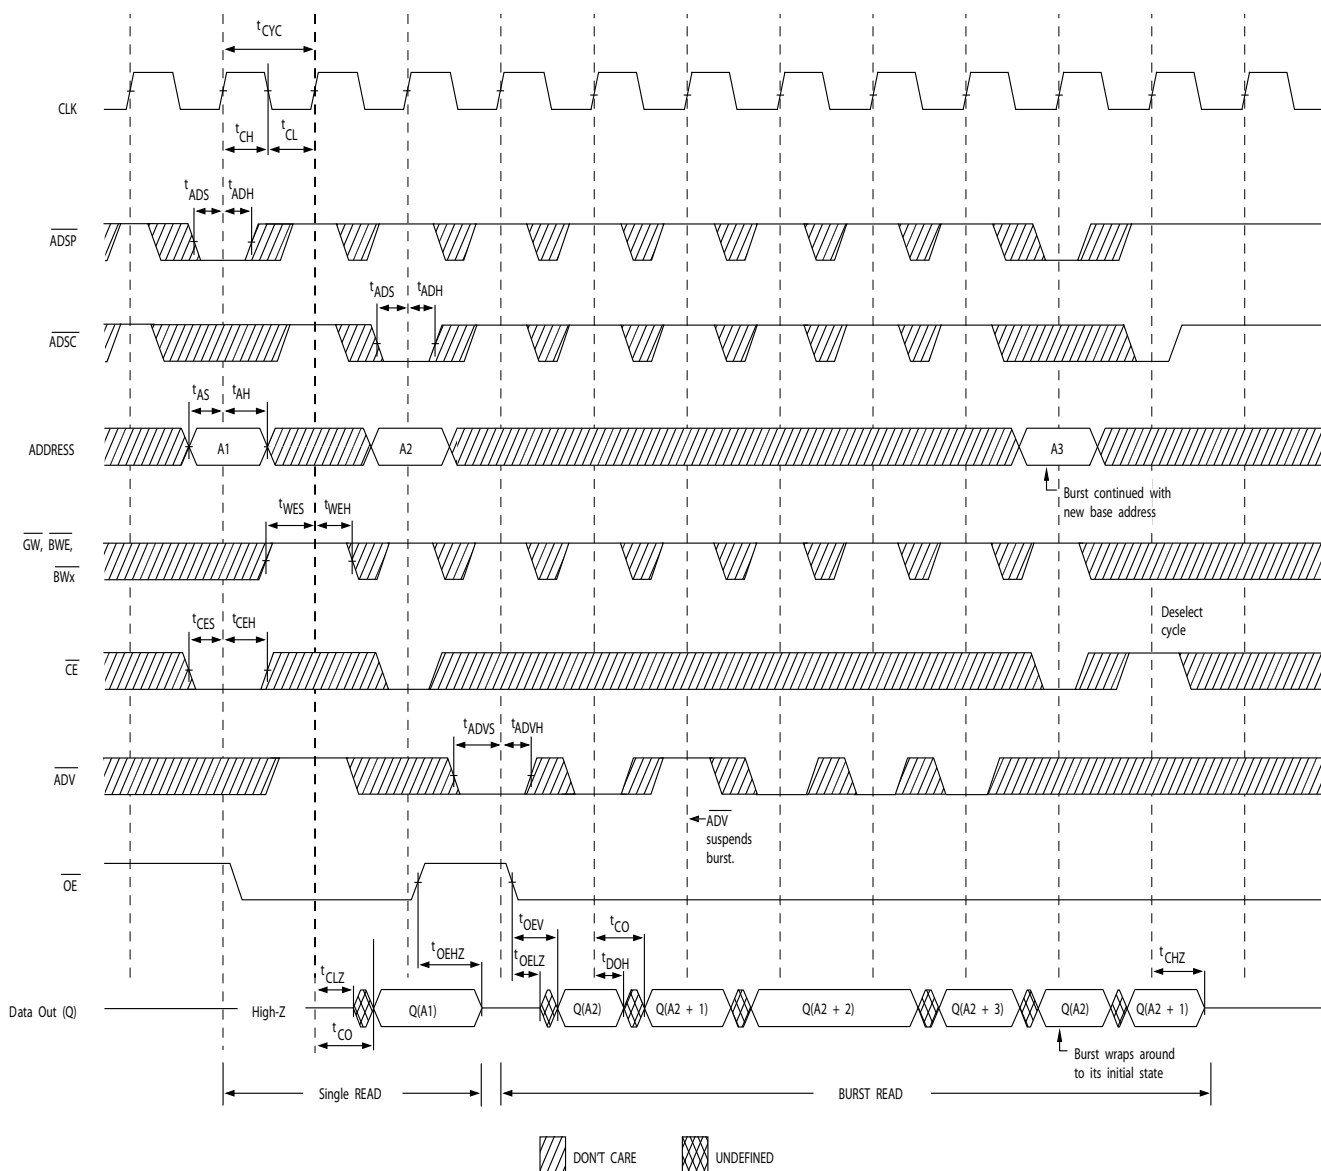 tCYC
CLK
tCH tCL
tADS tADH
ADSP
tADS tADH
ADSC
tAS tAH
ADDRESS A1 A2 A3
Burst continued with
new base address
tWES tWEH
GW, BWE,
BWx
Deselect
cycle
tCES tCEH
CE
tADVS tADVH
ADV
ADV
suspends
burst.
OE
tOEV tCO
tOEHZ tOELZ tDOH tCHZ
tCLZ
Data Out (Q) High-Z Q(A1) Q(A2) Q(A2 + 1) Q(A2 + 2) Q(A2 + 3) Q(A2) Q(A2 + 1)
tCO
Burst wraps around
to its initial state
Single READ BURST READ
DON'T CARE UNDEFINED